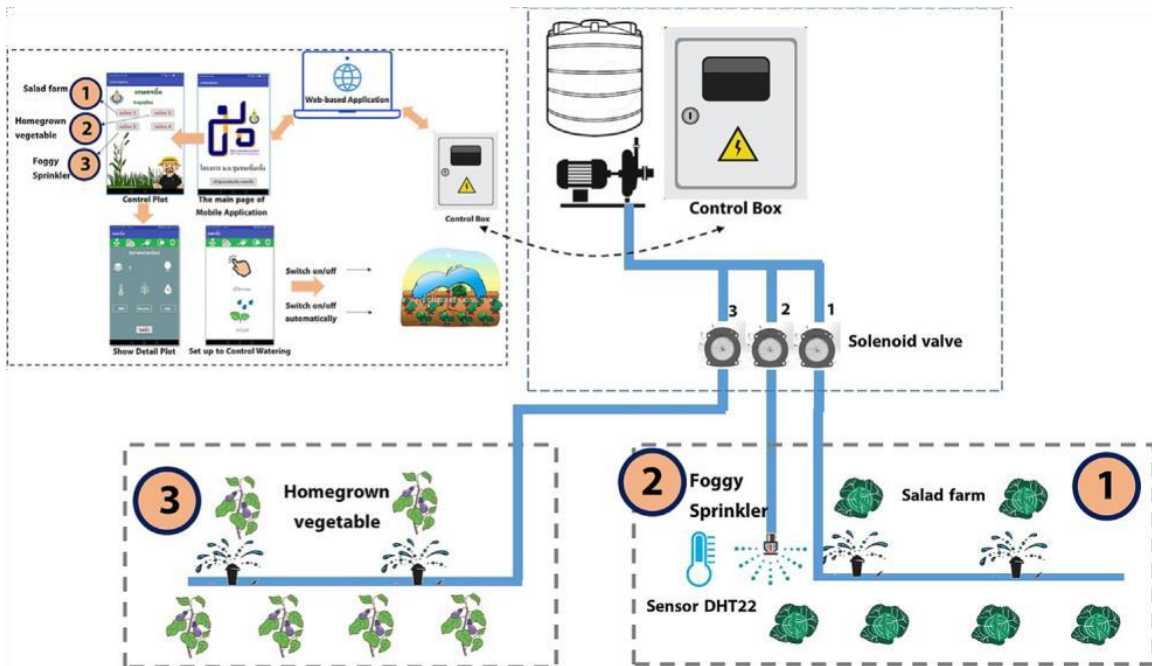 Salad farm
1
Homegrown
vegetable
2
Foggy
Sprinkler
3
Control Plot
The main page of
Mobile Application
Web-based Application
Control Box
Show Detail Plot
Set up to Control Watering
Switch on/off
Switch on/off
automatically
Control Box
3
2
1
Solenoid valve
3
Homegrown
vegetable
2
Foggy
Sprinkler
Sensor DHT22
Salad farm
1